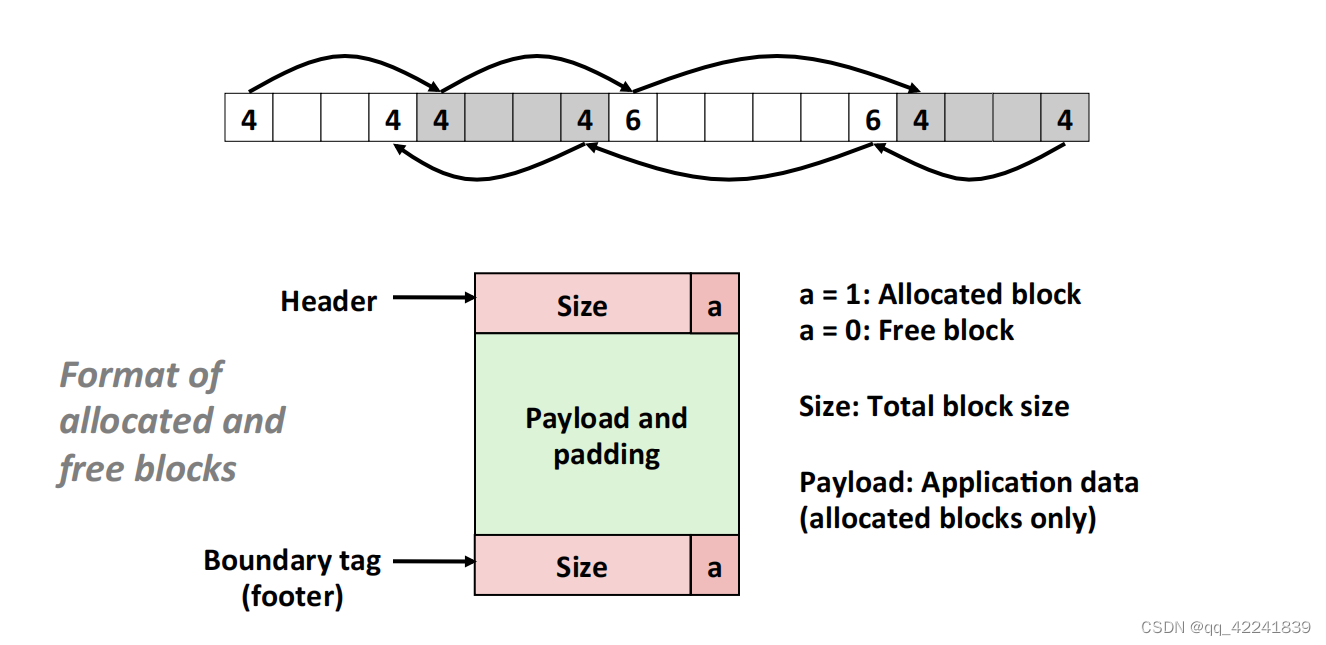 4 4 4 4 6 6 4 4
Header
Size a
a = 1: Allocated block
a = 0: Free block
Format of
allocated and
free blocks
Size: Total block size
Payload and
padding
Payload: Application data
(allocated blocks only)
Boundary tag
(footer)
Size a
CSDN @qq_42241839